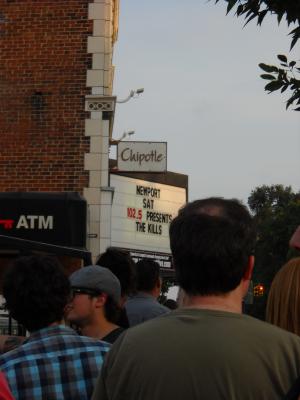 Chipotle
NEWPORT
SAT
102.5 PRESENTS
THE KILLS
ATM